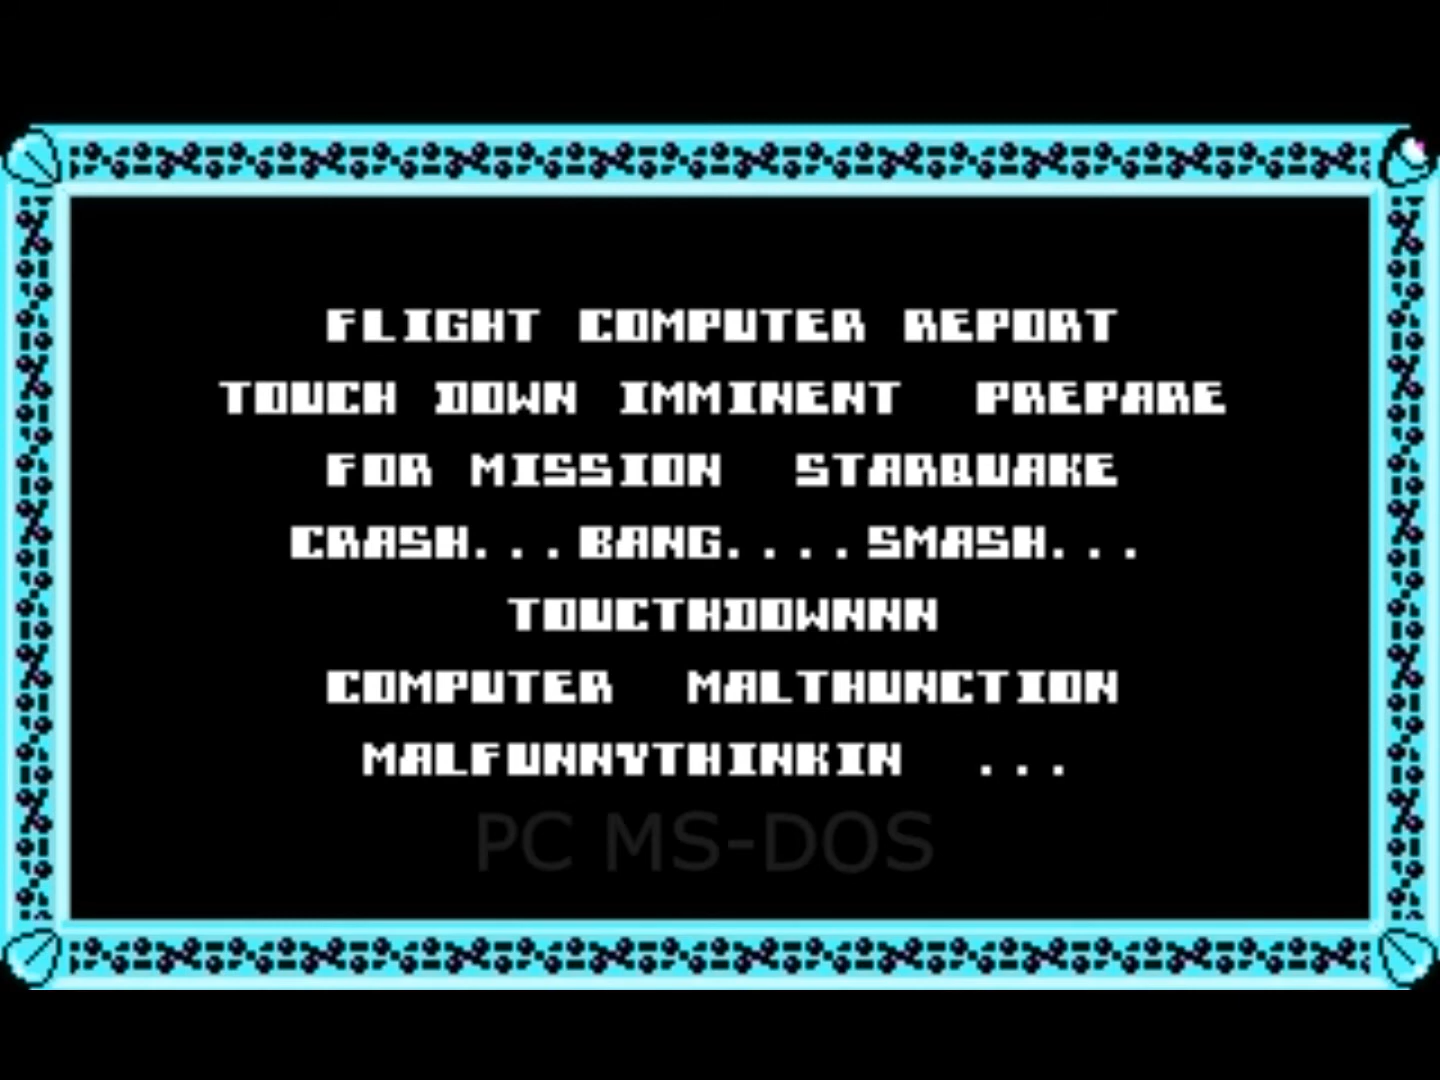 FLIGHT COMPUTER REPORT
TOUCH DOWN IMMINENT PREPARE
FOR MISSION STARQUAKE
CRASH...BANG....SMASH...
TOUCTHDOWNNN
COMPUTER MALTHUNCTION
MALFUNNYTHINKIN ...
PC MS-DOS